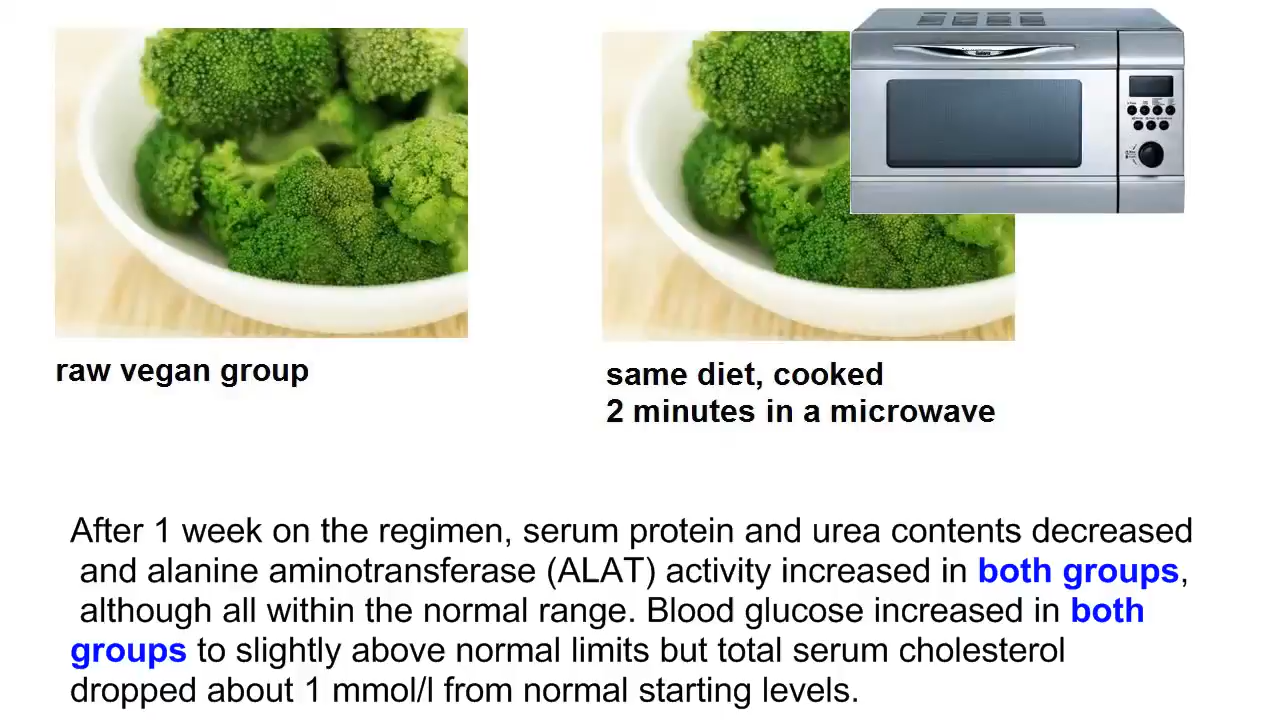 raw vegan group
same diet, cooked
2 minutes in a microwave
After 1 week on the regimen, serum protein and urea contents decreased
and alanine aminotransferase (ALAT) activity increased in both groups,
although all within the normal range. Blood glucose increased in both
groups to slightly above normal limits but total serum cholesterol
dropped about 1 mmol/l from normal starting levels.